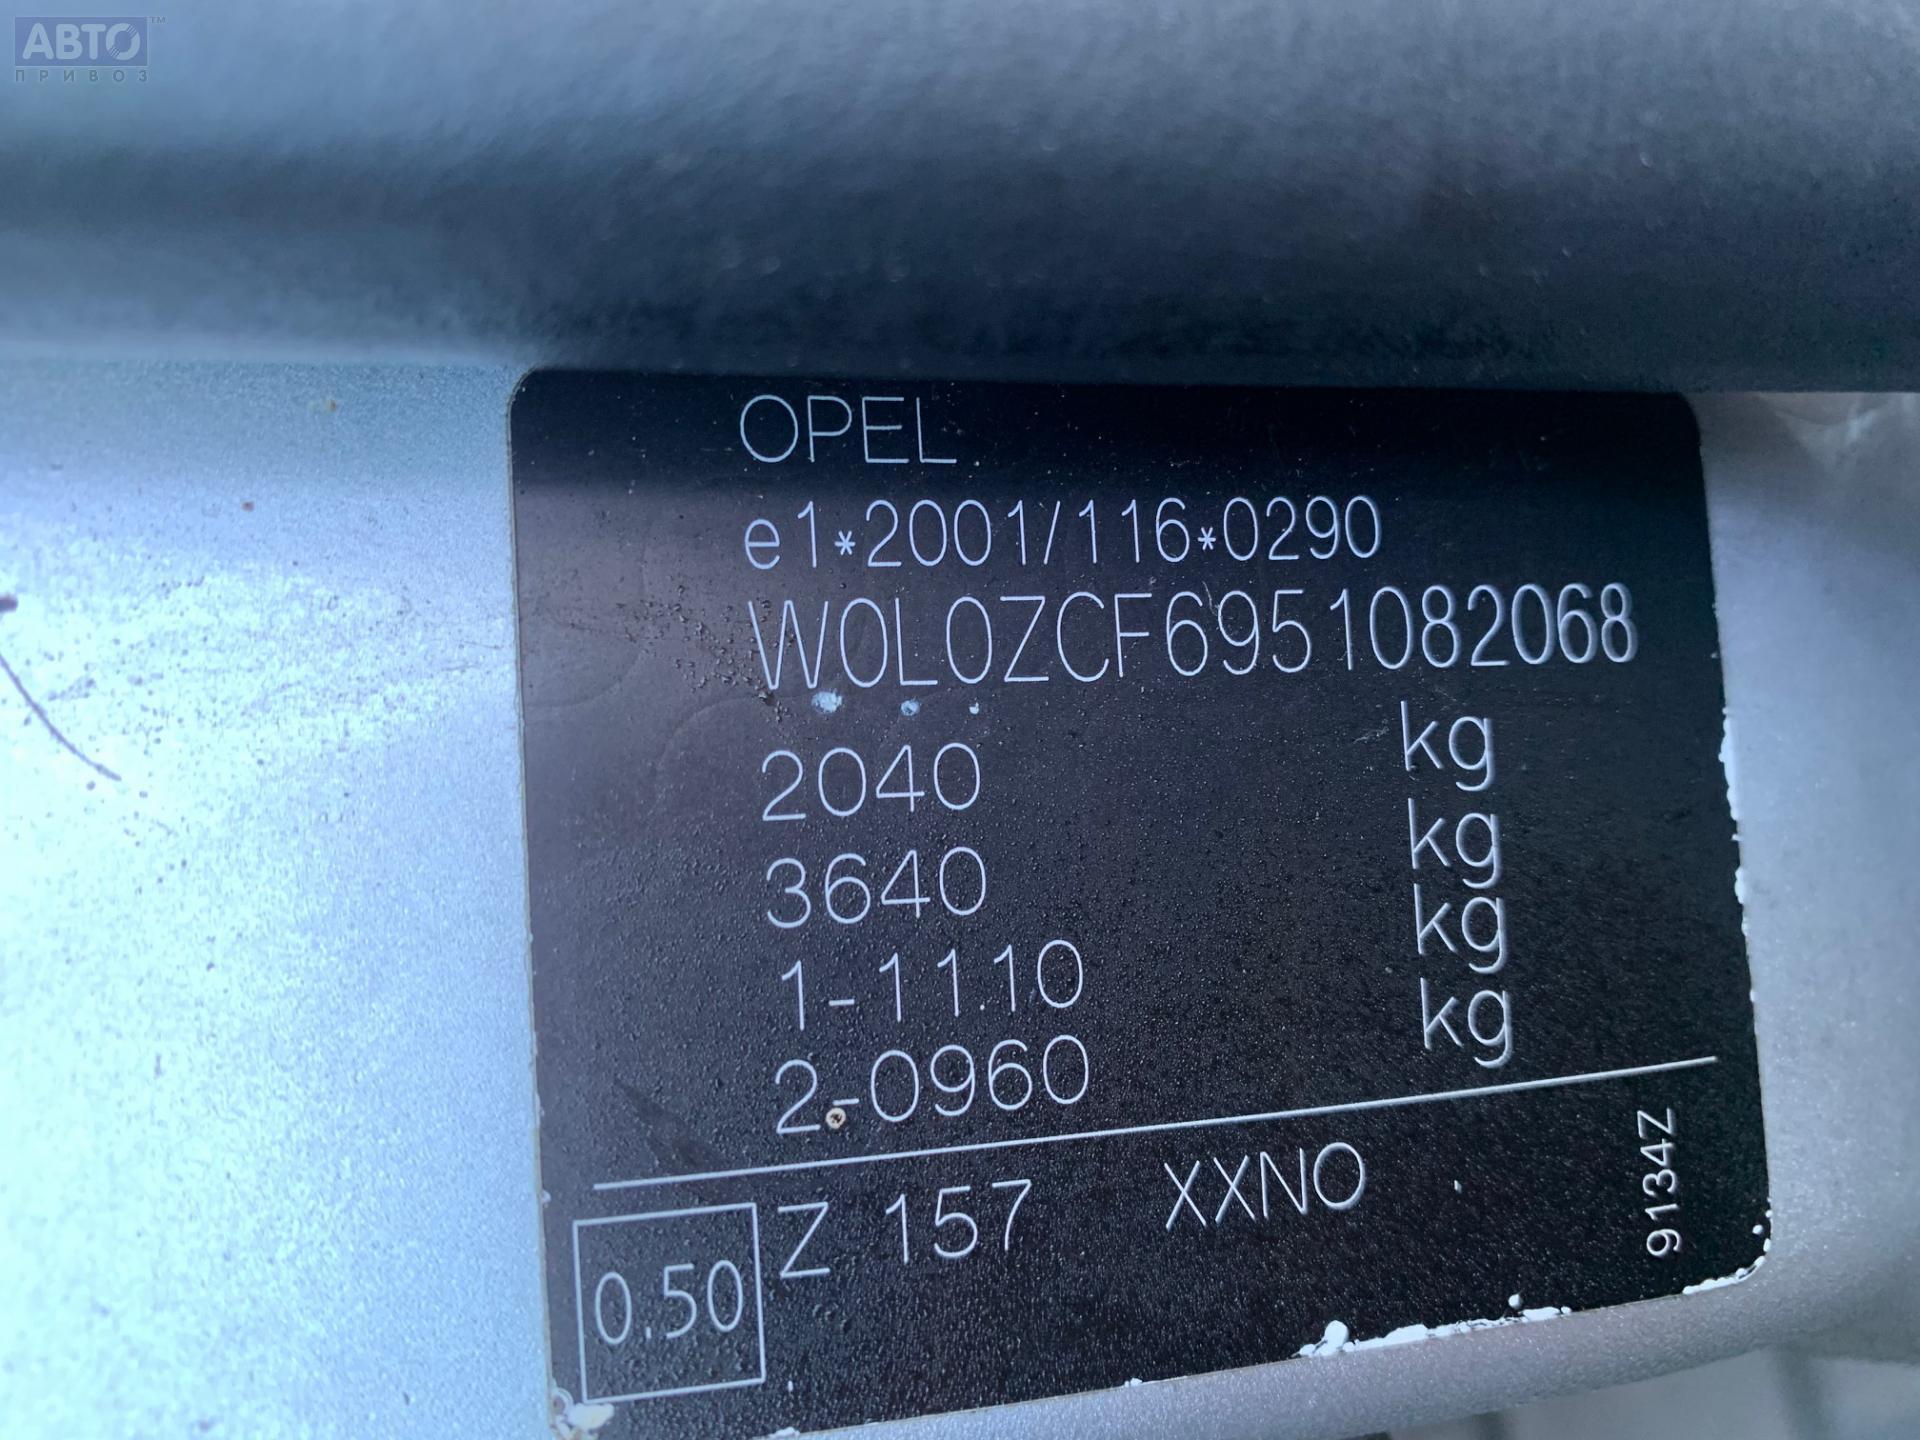 АВТО™
ПРИВОЗ
OPEL
e1*2001/116*0290
W0L0ZCF6951082068
2040 kg
3640 kg
1-1110 kg
2-0960 kg
0.50 Z 157 XXNO
9134Z